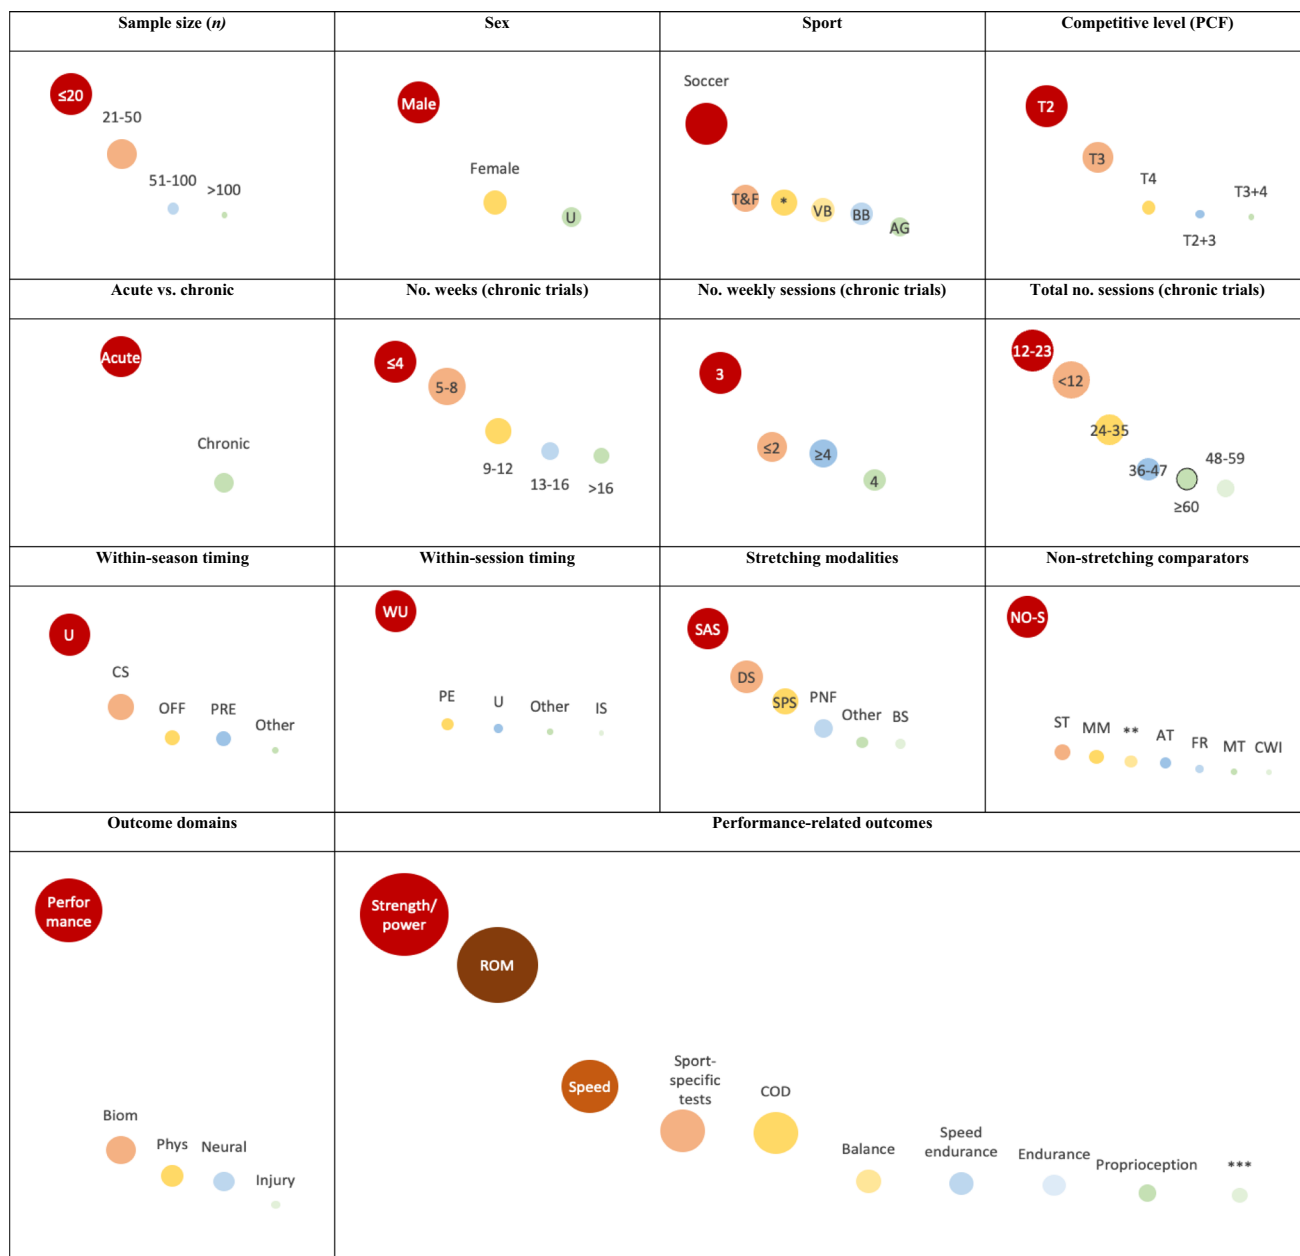 Sample size (n)
Sex
Sport
Competitive level (PCF)
≤20
21-50
51-100
>100
Male
Female
U
Soccer
T&F
*
VB
BB
AG
T2
T3
T4
T2+3
T3+4
Acute vs. chronic
No. weeks (chronic trials)
No. weekly sessions (chronic trials)
Total no. sessions (chronic trials)
Acute
Chronic
≤4
5-8
9-12
13-16
>16
3
≤2
≥4
4
12-23
<12
24-35
36-47
≥60
48-59
Within-season timing
Within-session timing
Stretching modalities
Non-stretching comparators
U
CS
OFF
PRE
Other
WU
PE
U
Other
IS
SAS
DS
SPS
PNF
Other
BS
NO-S
ST
MM
**
AT
FR
MT
CWI
Outcome domains
Performance-related outcomes
Perfor
mance
Biom
Phys
Neural
Injury
Strength/
power
ROM
Speed
Sport-
specific
tests
COD
Balance
Speed
endurance
Endurance
Proprioception
***